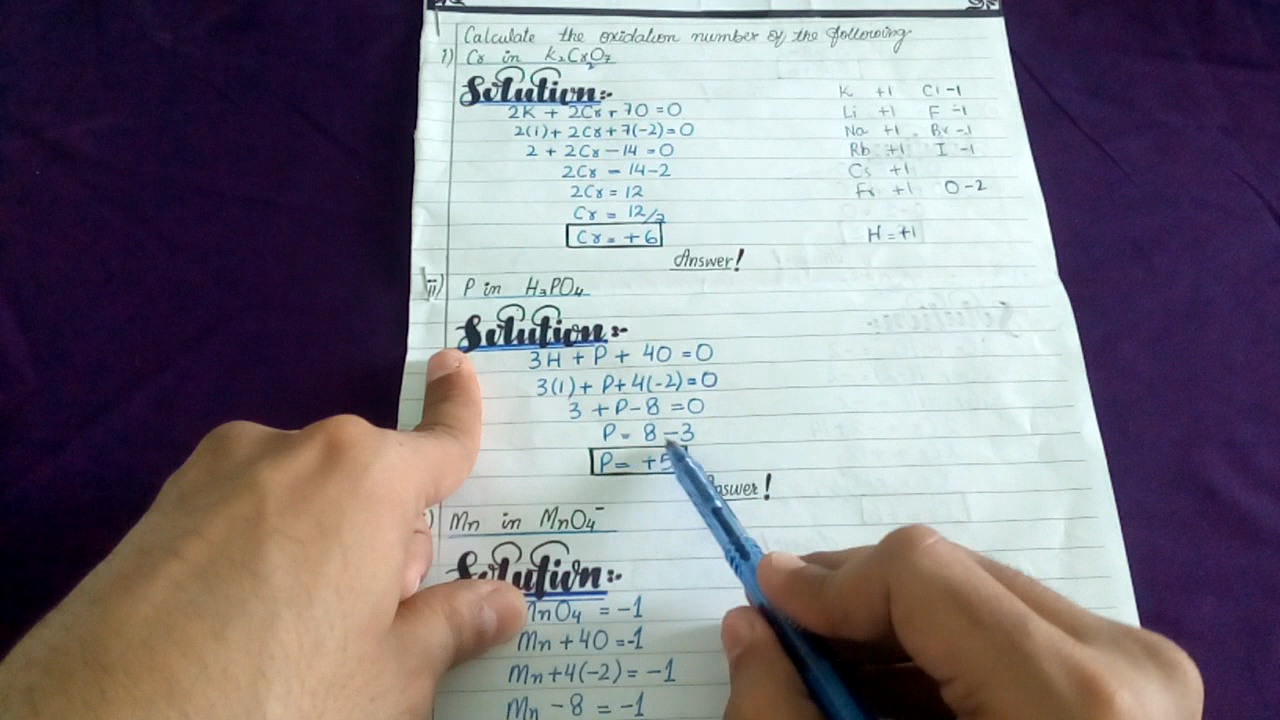 Calculate the oxidation number of the following
i) Cr in K₂Cr₂O₇
Solution:-
2K + 2Cr + 7O = 0
2(1) + 2Cr + 7(-2) = 0
2 + 2Cr - 14 = 0
2Cr = 14 - 2
2Cr = 12
Cr = 12/2
Cr = +6
Answer!
K +1 Cl -1
Li +1 F -1
Na +1 Br -1
Rb +1 I -1
Cs +1
Fr +1 O -2
H = +1
ii) P in H₃PO₄
Solution:-
3H + P + 4O = 0
3(1) + P + 4(-2) = 0
3 + P - 8 = 0
P = 8 - 3
P = +5
Mn in MnO₄⁻
Solution:-
MnO₄ = -1
Mn + 4O = -1
Mn + 4(-2) = -1
Mn - 8 = -1